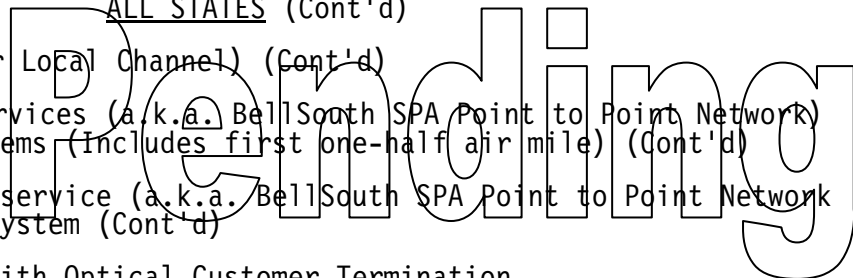 ALL STATES (Cont'd)
r Local Channel) (Cont'd)
rvices (a.k.a. BellSouth SPA Point to Point Network)
ems (Includes first one-half air mile) (Cont'd)
service (a.k.a. BellSouth SPA Point to Point Network
ystem (Cont'd)
ith Optical Customer Termination
Pending